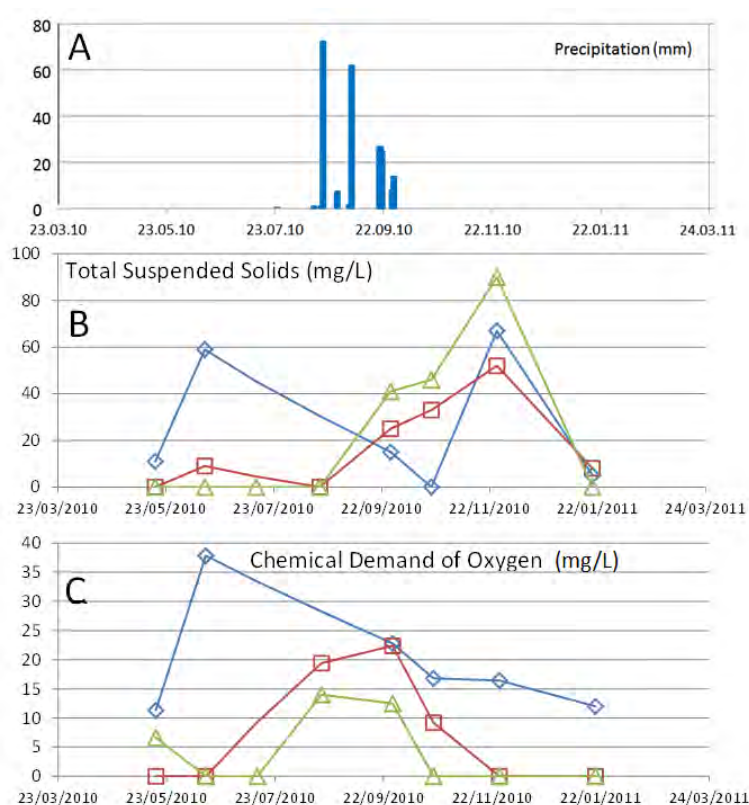 80
A
Precipitation (mm)
60
40
20
0
23.03.10 23.05.10 23.07.10 22.09.10 22.11.10 22.01.11 24.03.11
100
Total Suspended Solids (mg/L)
80
B
60
40
20
0
23/03/2010 23/05/2010 23/07/2010 22/09/2010 22/11/2010 22/01/2011 24/03/2011
40
Chemical Demand of Oxygen (mg/L)
35
C
30
25
20
15
10
5
0
23/03/2010 23/05/2010 23/07/2010 22/09/2010 22/11/2010 22/01/2011 24/03/2011